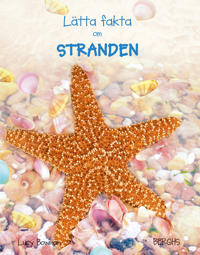 Lätta fakta
om
STRANDEN
Lucy Bowman
BERGHS